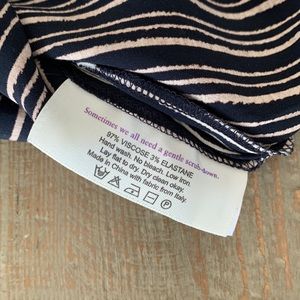 Sometimes we all need a gentle scrub-down.
97% VISCOSE 3% ELASTANE
Hand wash. No bleach. Low iron.
Lay flat to dry. Dry clean okay.
Made in China with fabric from Italy.
P